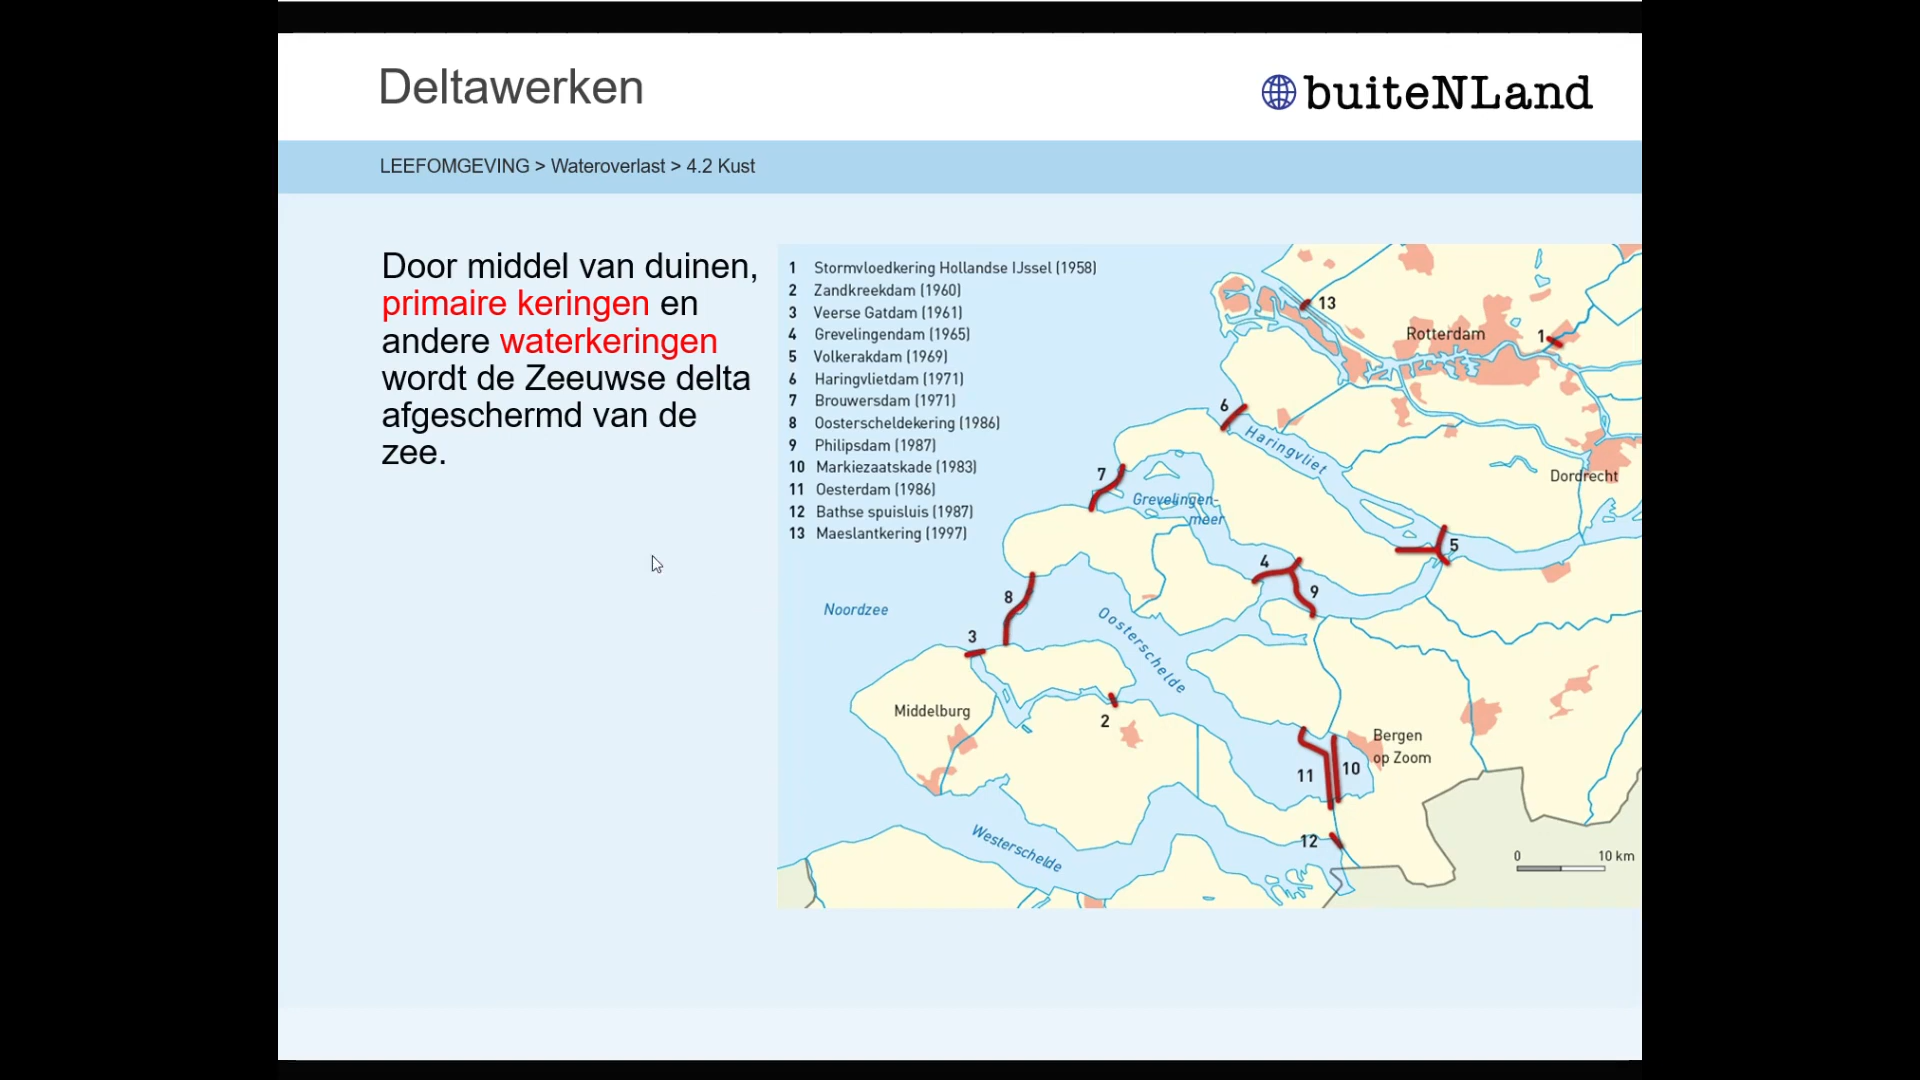 Deltawerken
buiteNLand
LEEFOMGEVING > Wateroverlast > 4.2 Kust
Door middel van duinen,
primaire keringen en
andere waterkeringen
wordt de Zeeuwse delta
afgeschermd van de
zee.
1 Stormvloedkering Hollandse IJssel (1958)
2 Zandkreekdam (1960)
3 Veerse Gatdam (1961)
4 Grevelingendam (1965)
5 Volkerakdam (1969)
6 Haringvlietdam (1971)
7 Brouwersdam (1971)
8 Oosterscheldekering (1986)
9 Philipsdam (1987)
10 Markiezaatskade (1983)
11 Oesterdam (1986)
12 Bathse spuisluis (1987)
13 Maeslantkering (1997)
13
Rotterdam
1
6
Haringvliet
7
Dordrecht
Grevelingen-
meer
5
4
9
8
Noordzee
Oosterschelde
3
Middelburg
2
Bergen
op Zoom
11
10
12
Westerschelde
0 10 km